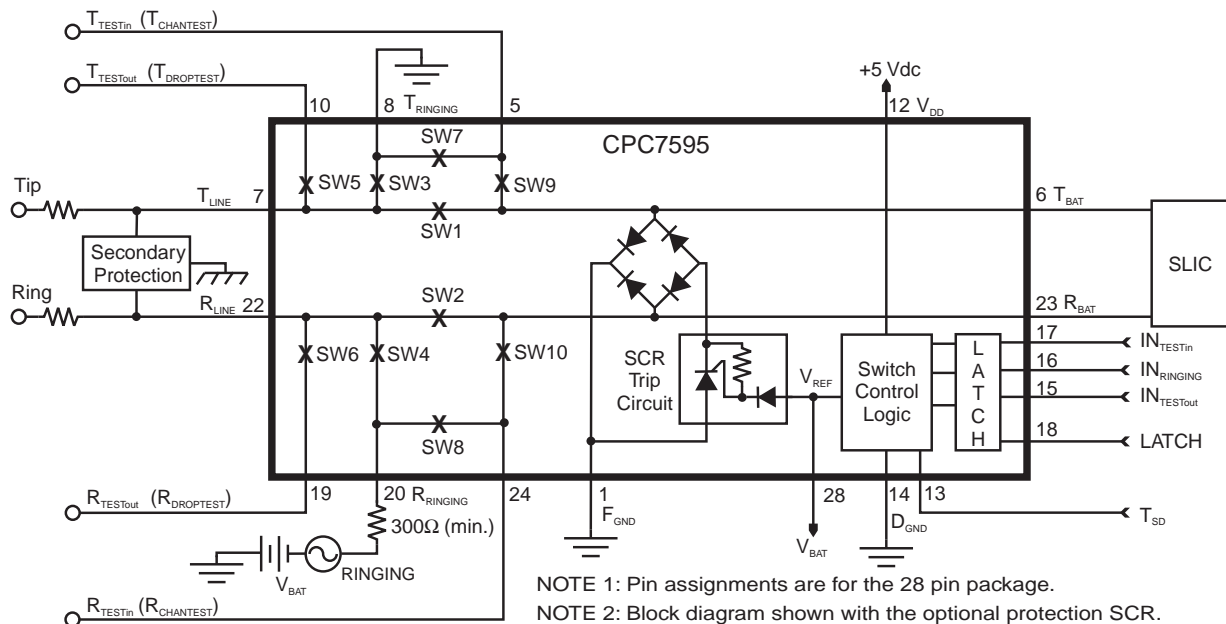 T_TESTin (T_CHANTEST)
T_TESTout (T_DROPTEST)
+5 Vdc
10
8 T_RINGING
5
12 V_DD
CPC7595
SW7
SW5
SW3
SW9
Tip
T_LINE
7
SW1
6 T_BAT
Secondary
Protection
SLIC
Ring
R_LINE
22
SW2
23 R_BAT
SW6
SW4
SW10
SCR
Trip
Circuit
V_REF
Switch
Control
Logic
L
A
T
C
H
17
IN_TESTin
16
IN_RINGING
15
IN_TESTout
18
LATCH
SW8
19
20 R_RINGING
24
1
F_GND
28
14
D_GND
13
R_TESTout (R_DROPTEST)
300Ω (min.)
T_SD
V_BAT
V_BAT
RINGING
R_TESTin (R_CHANTEST)
NOTE 1: Pin assignments are for the 28 pin package.
NOTE 2: Block diagram shown with the optional protection SCR.